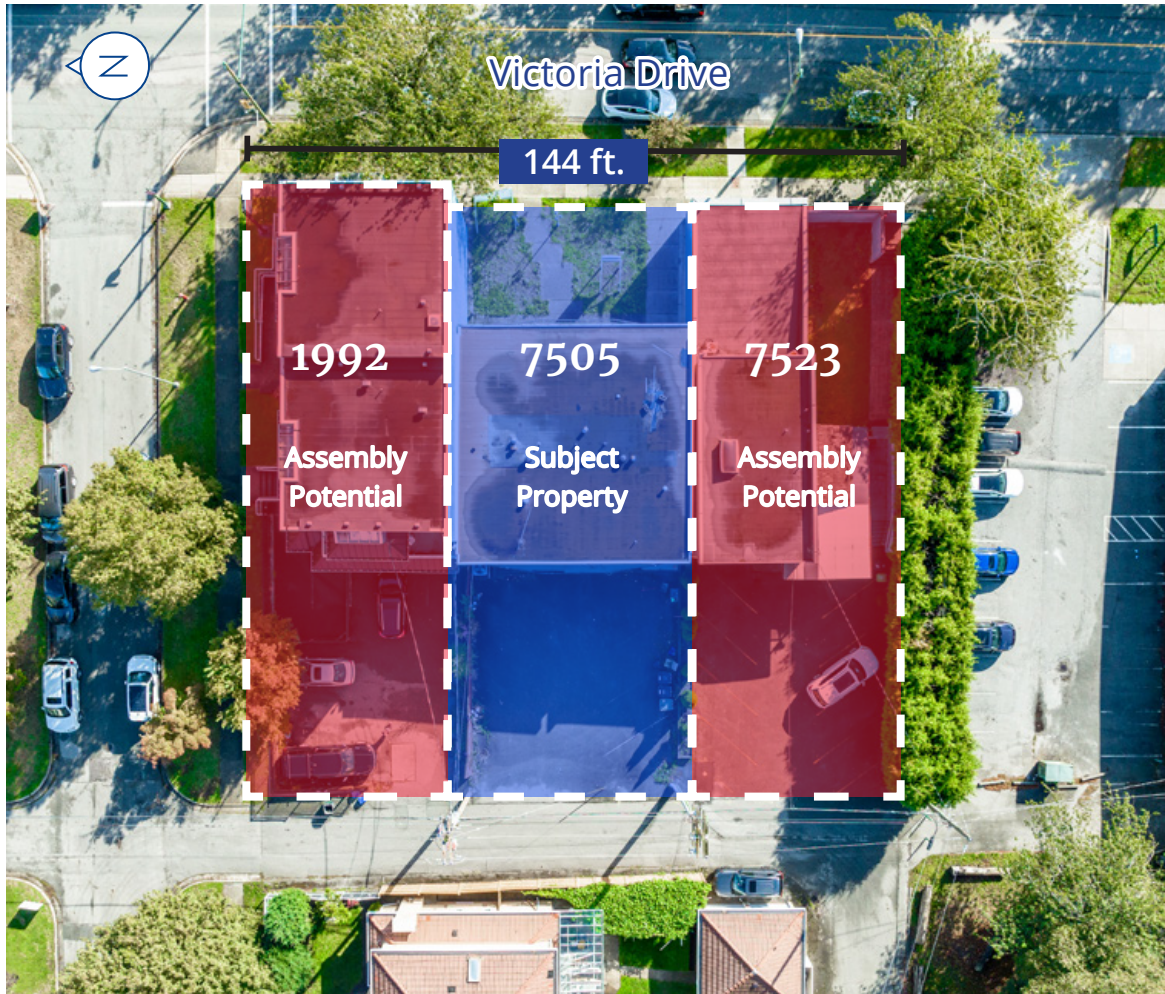 N
Victoria Drive
144 ft.
1992
7505
7523
Assembly
Potential
Subject
Property
Assembly
Potential